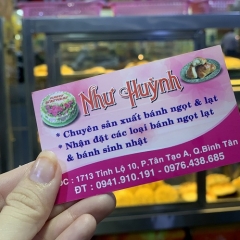 Như Huỳnh
* Chuyên sản xuất bánh ngọt & lạt
* Nhận đặt các loại bánh ngọt lạt
& bánh sinh nhật
ĐC : 1713 Tỉnh Lộ 10, P.Tân Tạo A, Q.Bình Tân
ĐT : 0941.910.191 - 0976.438.685